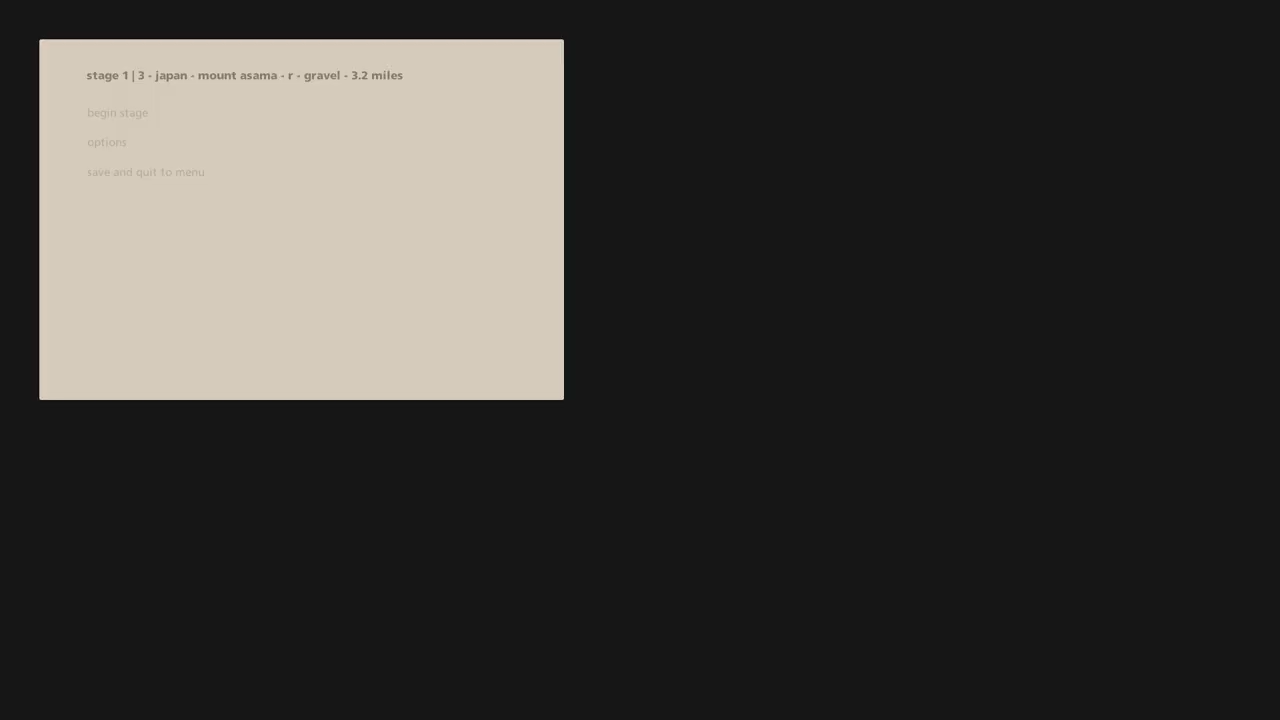 stage 1 | 3 - japan - mount asama - r - gravel - 3.2 miles
begin stage
options
save and quit to menu